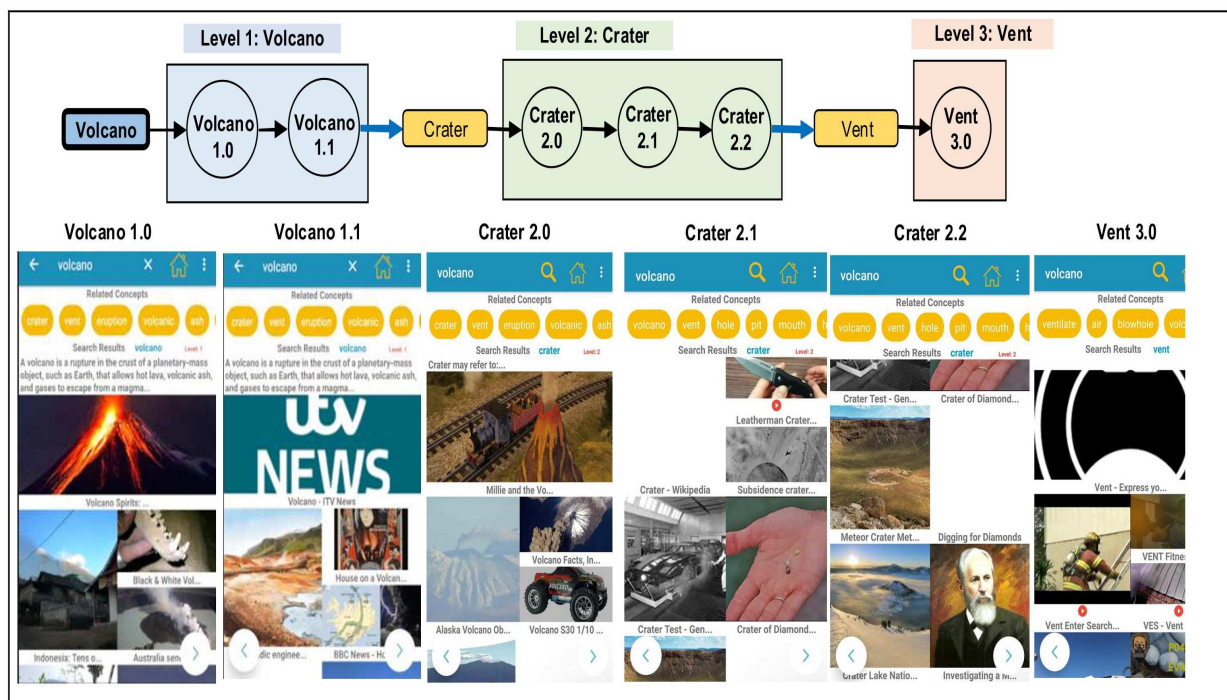 Level 1: Volcano
Level 2: Crater
Level 3: Vent
Volcano
Volcano
1.0
Volcano
1.1
Crater
Crater
2.0
Crater
2.1
Crater
2.2
Vent
Vent
3.0
Volcano 1.0
volcano X
Related Concepts
crater vent eruption volcanic ash
Search Results volcano Level: 1
A volcano is a rupture in the crust of a planetary-mass
object, such as Earth, that allows hot lava, volcanic ash,
and gases to escape from a magma...
Volcano Spirits: ...
Black & White Vol...
Indonesia: Tens o...
Australia sen
Volcano 1.1
volcano X
Related Concepts
crater vent eruption volcanic ash
Search Results volcano Level: 1
A volcano is a rupture in the crust of a planetary-mass
object, such as Earth, that allows hot lava, volcanic ash,
and gases to escape from a magma...
itv
NEWS
Volcano - ITV News
House on a Volcan...
dic enginee...
BBC News - Ho
Crater 2.0
volcano
Related Concepts
crater vent eruption volcanic ash
Search Results crater Level: 2
Crater may refer to:...
Millie and the Vo...
Volcano Facts, In...
Alaska Volcano Ob...
Volcano S30 1/10 ...
Crater 2.1
volcano
Related Concepts
volcano vent hole pit mouth h
Search Results crater Level: 2
Leatherman Crater...
Crater - Wikipedia
Subsidence crater...
Crater Test - Gen...
Crater of Diamond...
Crater 2.2
volcano
Related Concepts
volcano vent hole pit mouth h
Search Results crater Level: 2
Crater Test - Gen...
Crater of Diamond...
Meteor Crater Met...
Digging for Diamonds
Crater Lake Natio...
Investigating a M...
Vent 3.0
volcano
Related Concepts
ventilate air blowhole volc
Search Results vent
Vent - Express yo...
VENT Fitne
Vent Enter Search...
VES - Vent
P04